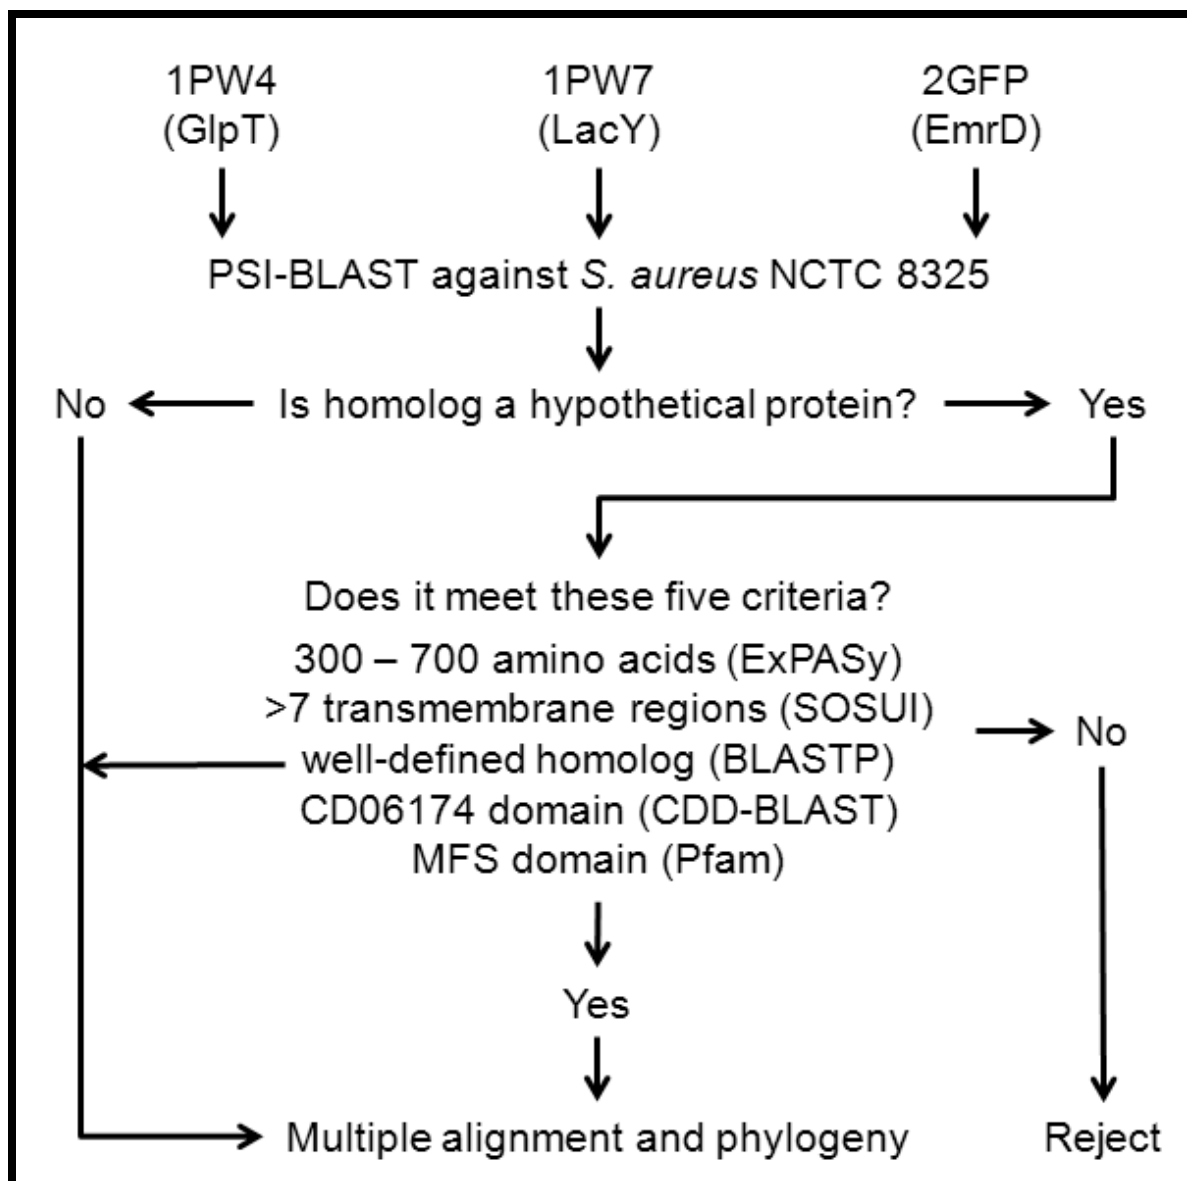 1PW4 1PW7 2GFP
(GlpT) (LacY) (EmrD)
PSI-BLAST against S. aureus NCTC 8325
No Is homolog a hypothetical protein? Yes
Does it meet these five criteria?
300 – 700 amino acids (ExPASy)
>7 transmembrane regions (SOSUI)
No
well-defined homolog (BLASTP)
CD06174 domain (CDD-BLAST)
MFS domain (Pfam)
Yes
Multiple alignment and phylogeny Reject